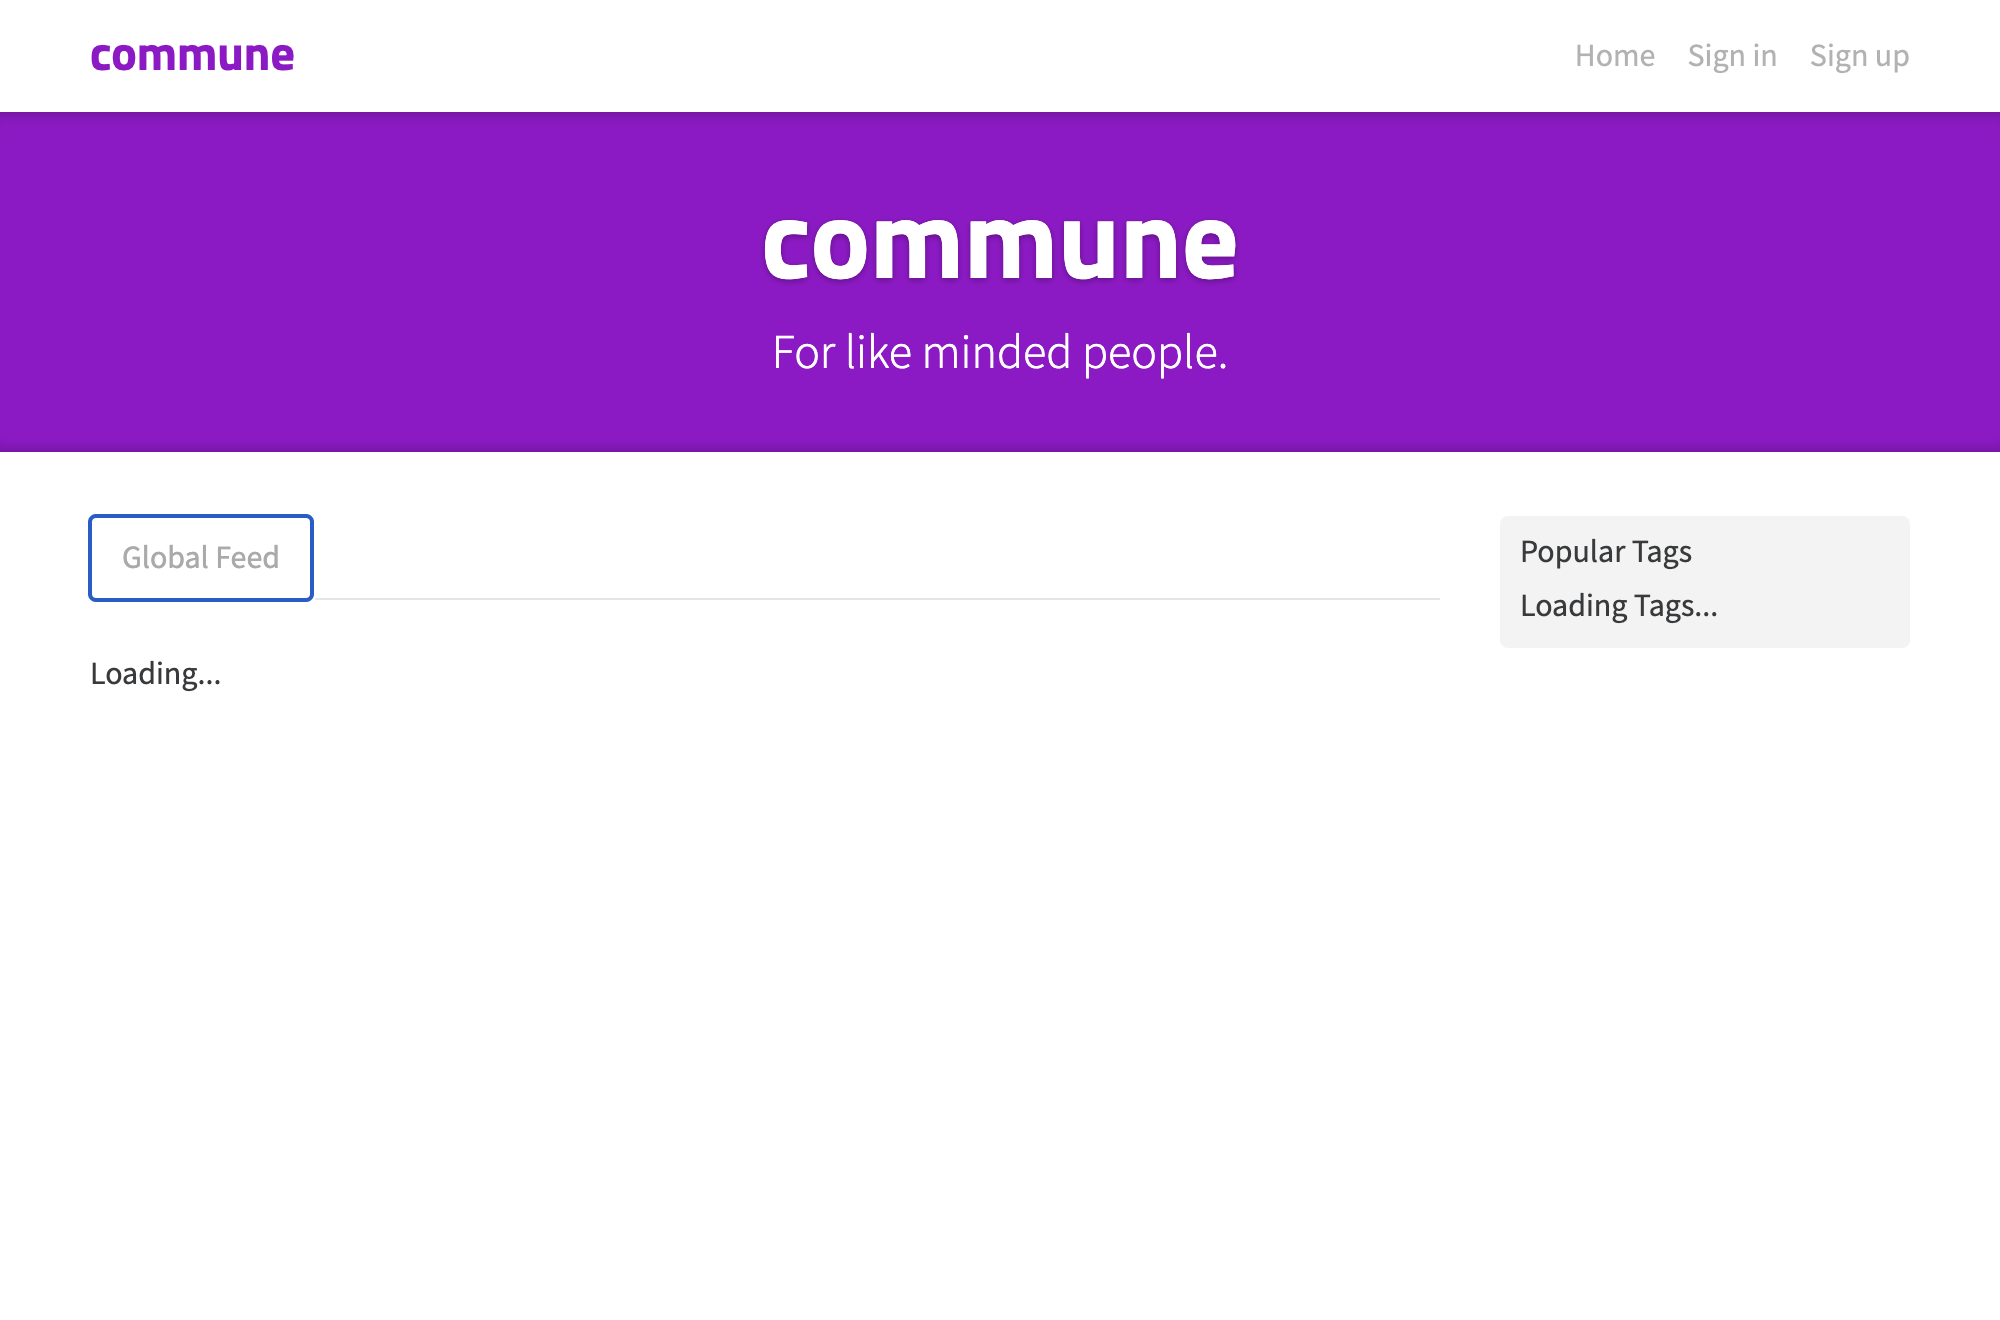 commune
Home Sign in Sign up
commune
For like minded people.
Global Feed
Loading...
Popular Tags
Loading Tags...